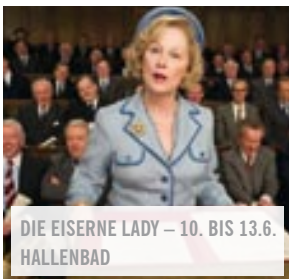 DIE EISERNE LADY – 10. BIS 13.6.
HALLENBAD